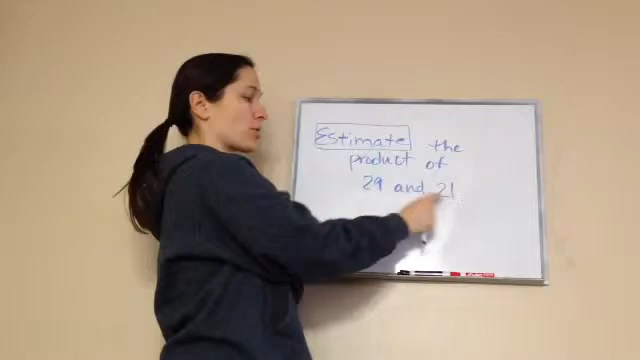 Estimate the
product of
29 and 21